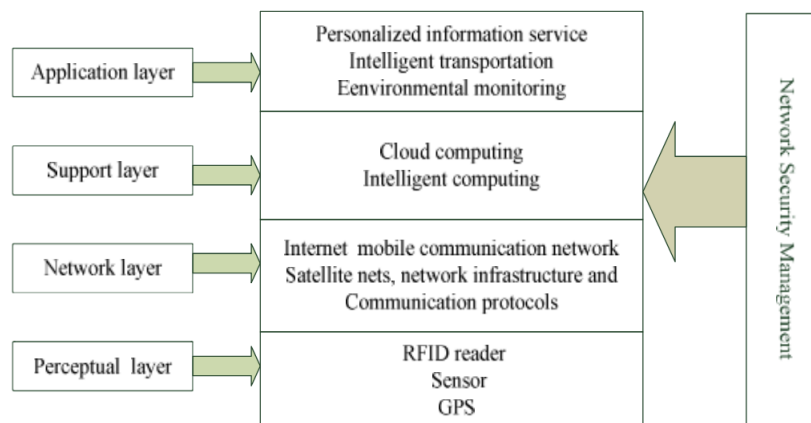 Application layer
Personalized information service
Intelligent transportation
Eenvironmental monitoring
Support layer
Cloud computing
Intelligent computing
Network layer
Internet mobile communication network
Satellite nets, network infrastructure and
Communication protocols
Perceptual layer
RFID reader
Sensor
GPS
Network Security Management